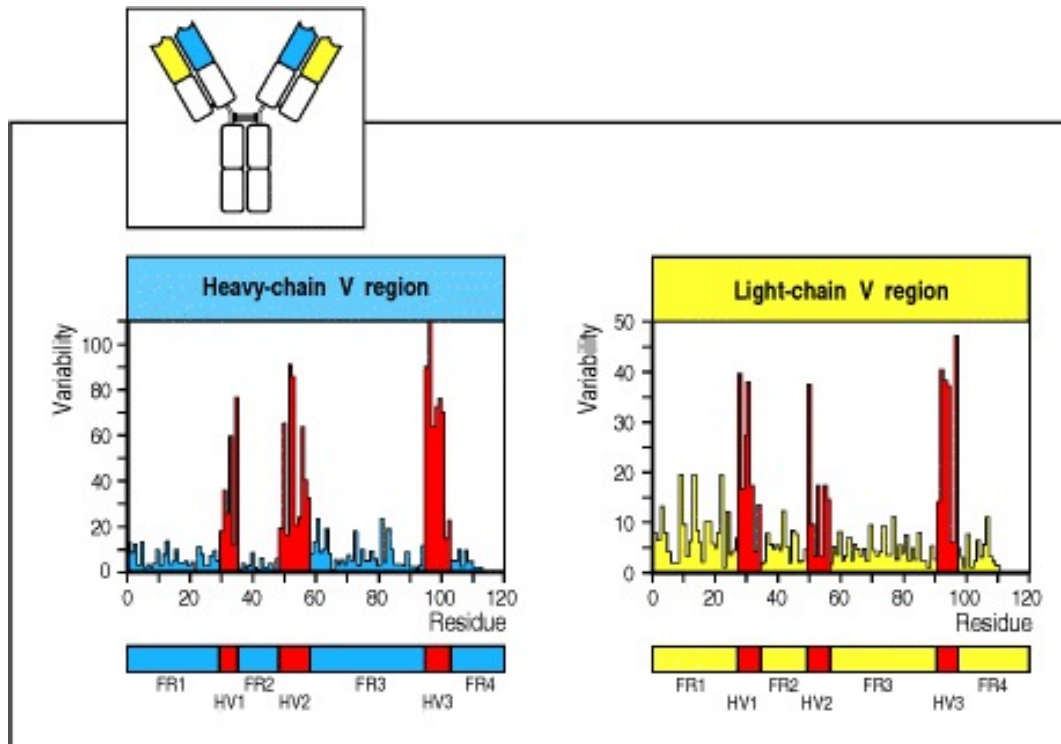 Heavy-chain V region
Variability
100
80
60
40
20
0
0 20 40 60 80 100 120
Residue
FR1 HV1 FR2 HV2 FR3 HV3 FR4
Light-chain V region
Variability
50
40
30
20
10
0
0 20 40 60 80 100 120
Residue
FR1 HV1 FR2 HV2 FR3 HV3 FR4